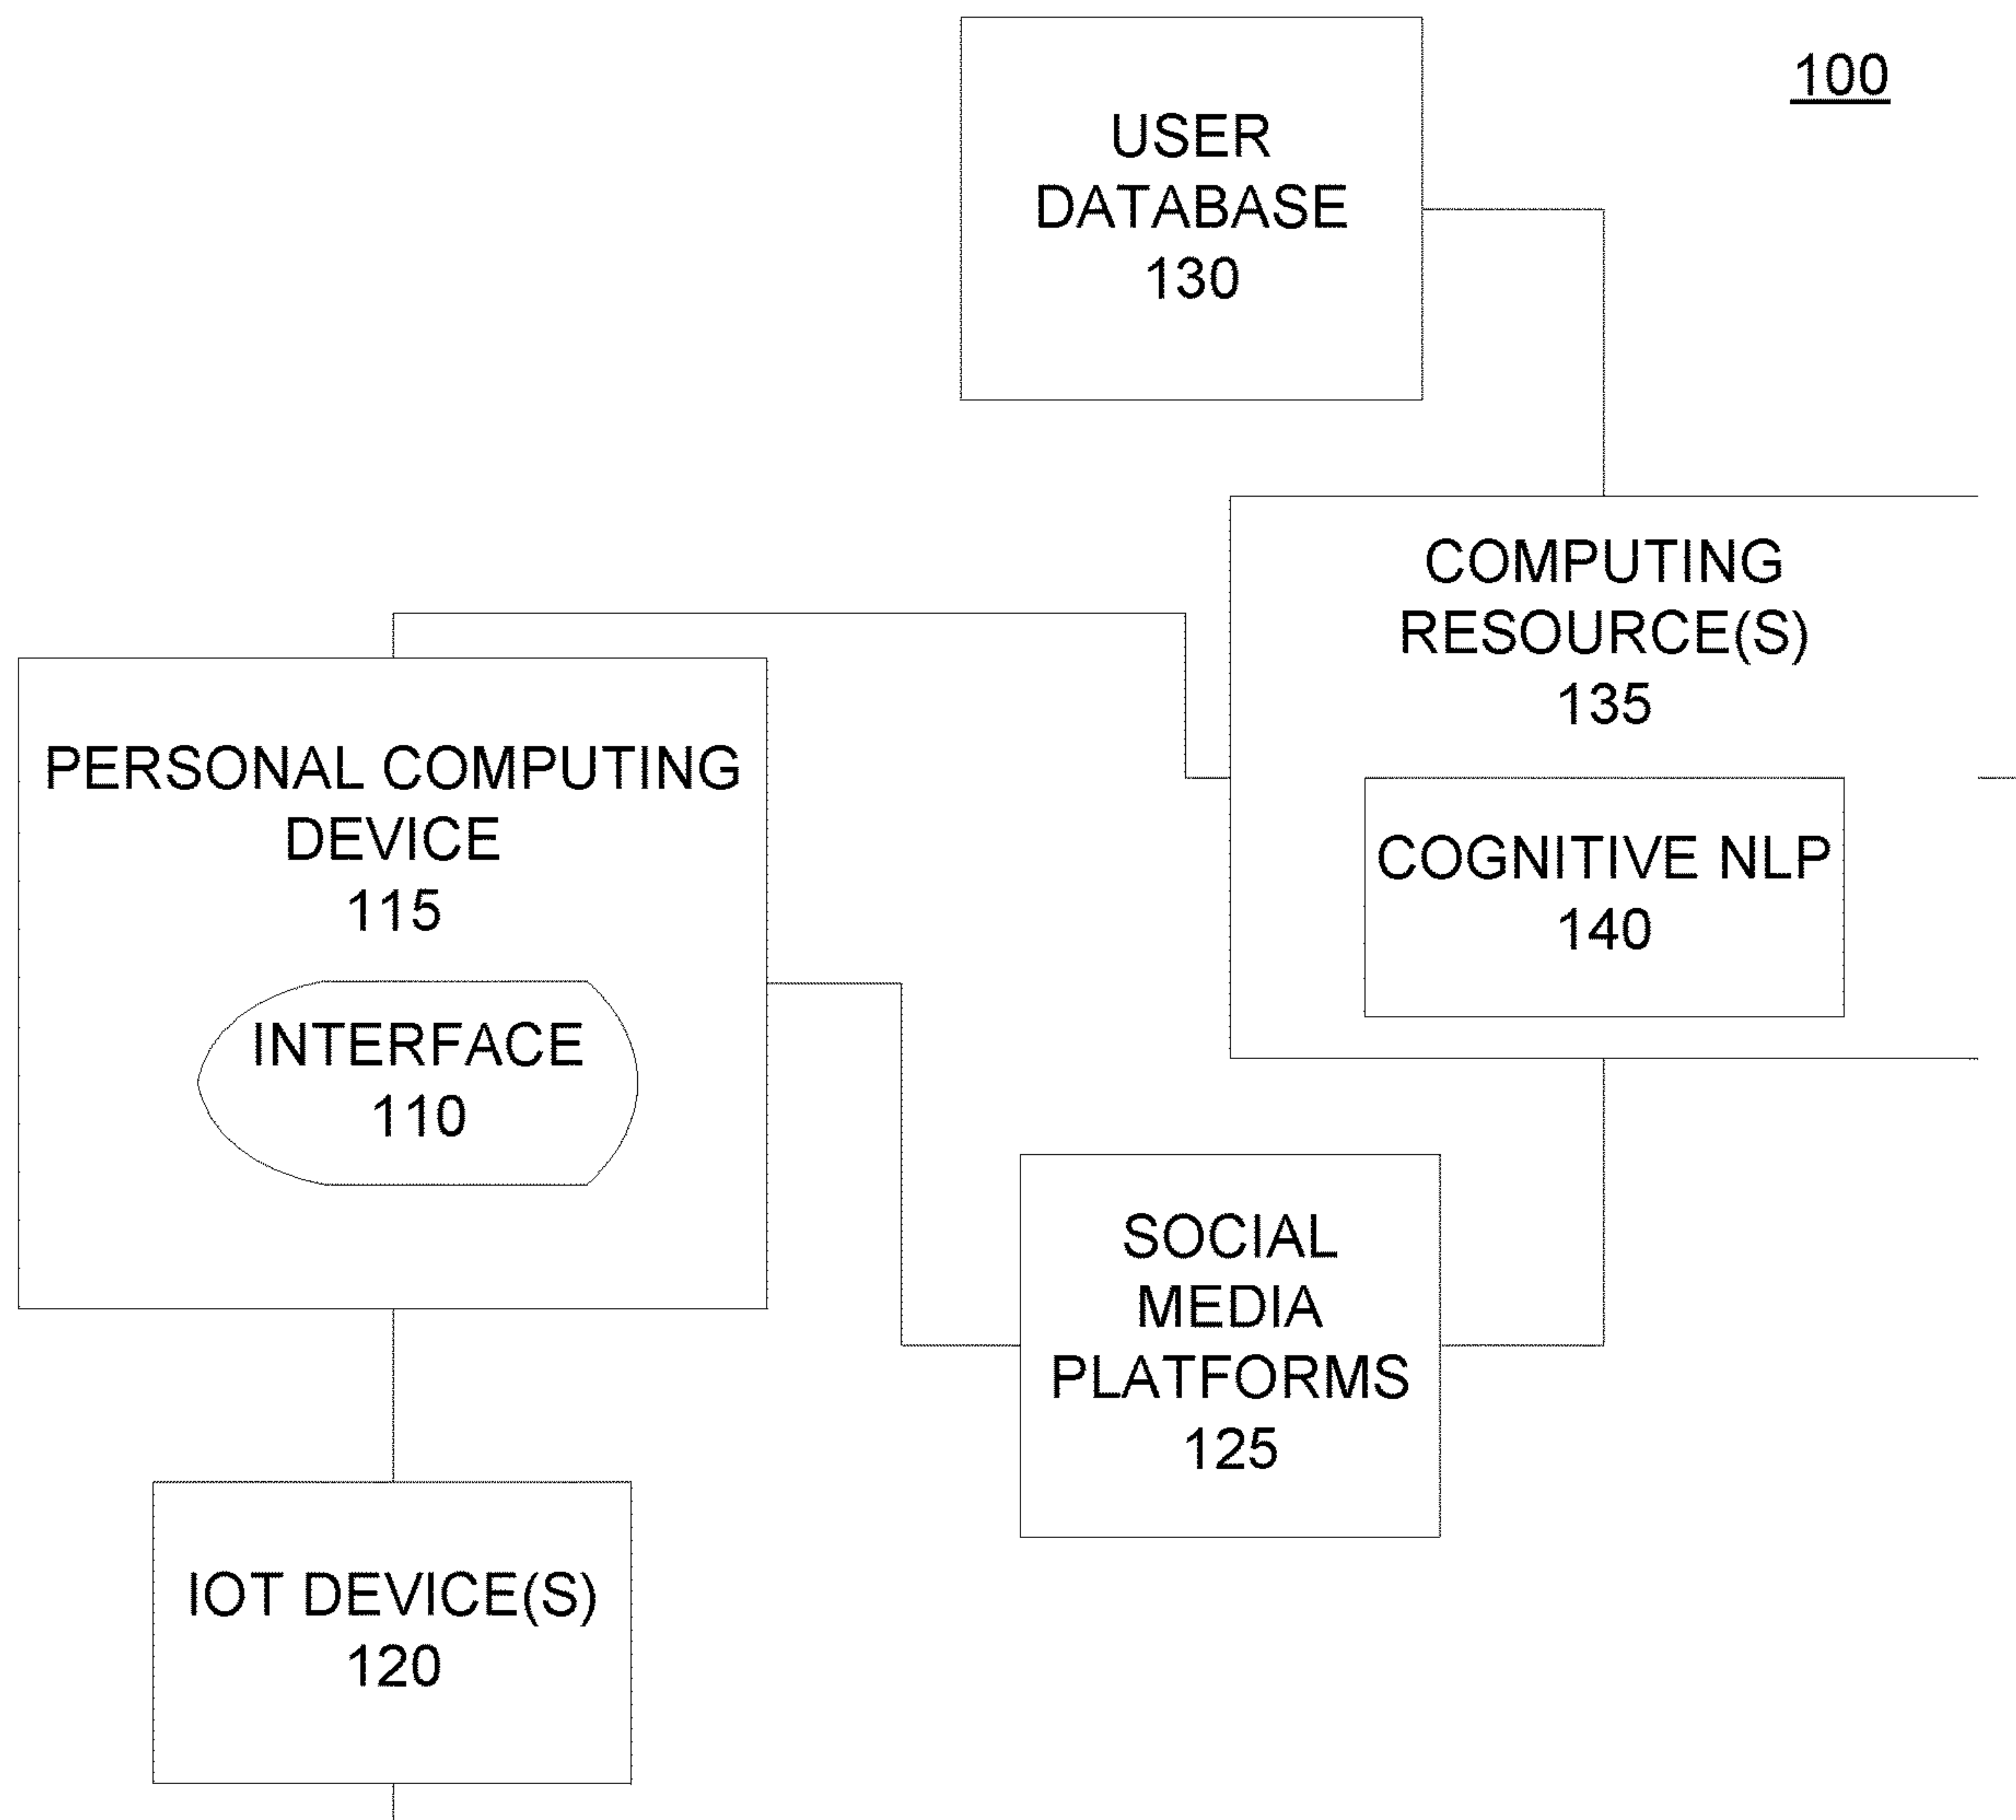 100
USER
DATABASE
130
COMPUTING
RESOURCE(S)
135
COGNITIVE NLP
140
PERSONAL COMPUTING
DEVICE
115
INTERFACE
110
SOCIAL
MEDIA
PLATFORMS
125
IOT DEVICE(S)
120